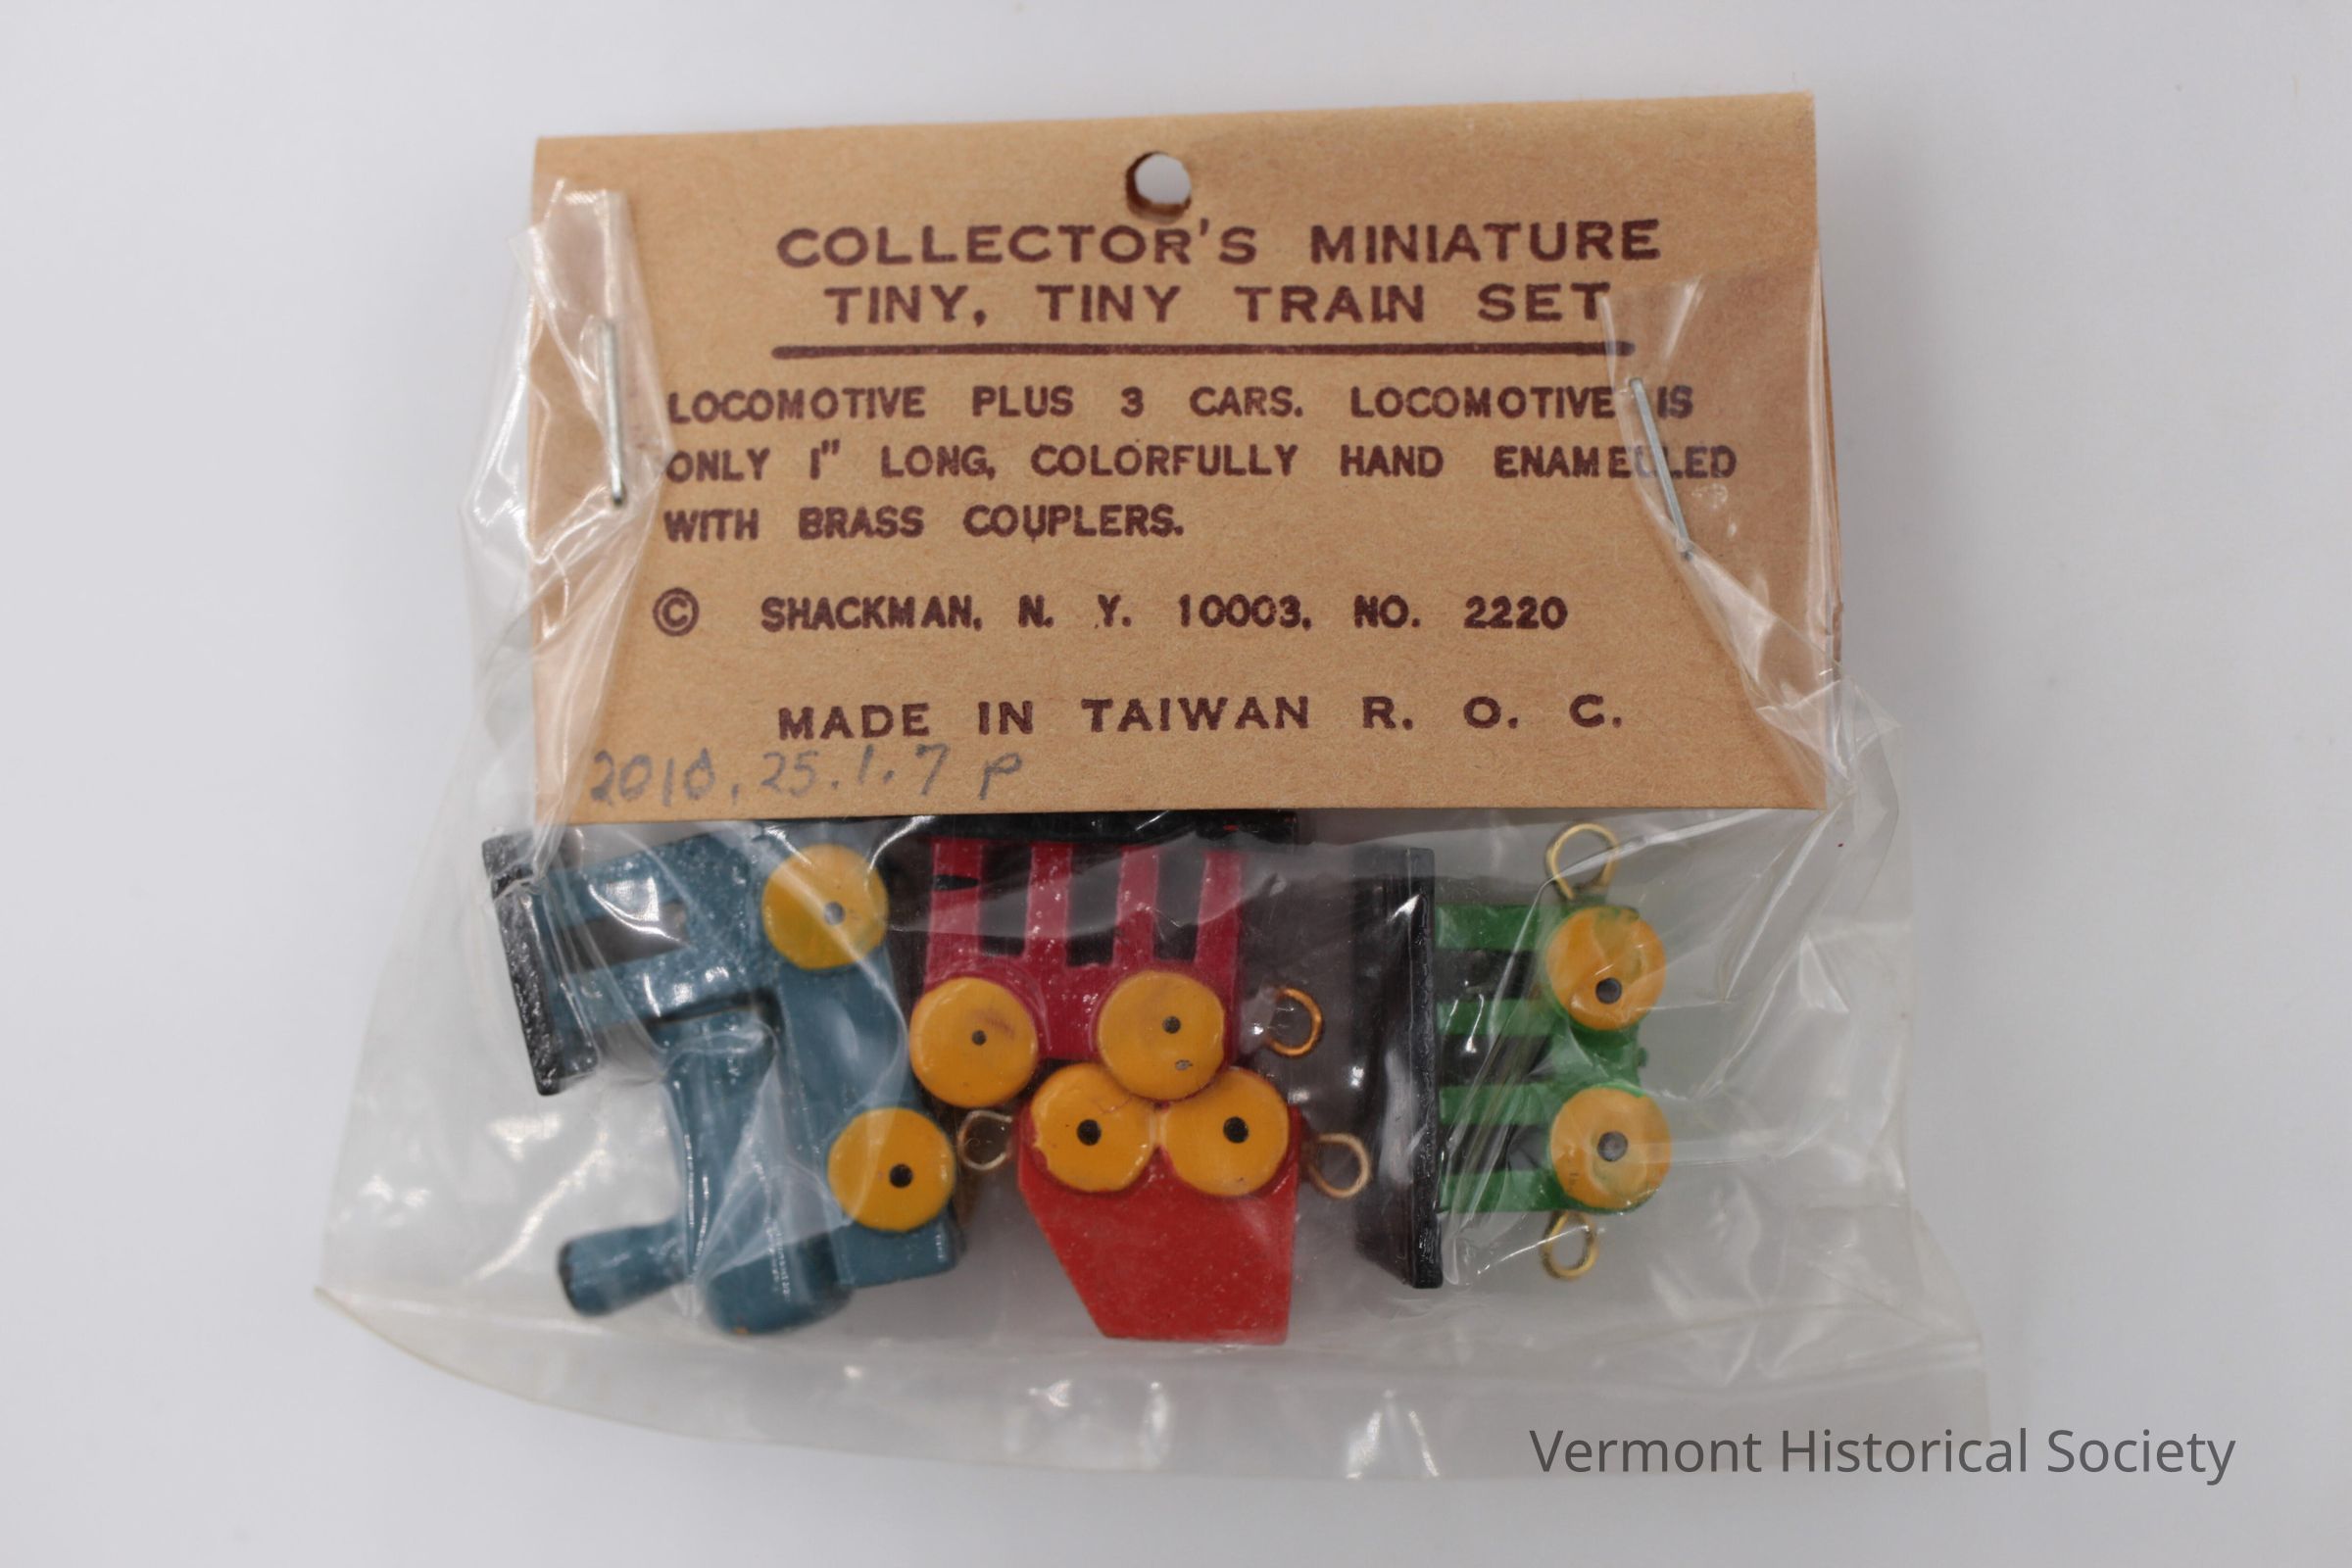 COLLECTOR'S MINIATURE
TINY, TINY TRAIN SET
LOCOMOTIVE PLUS 3 CARS. LOCOMOTIVE IS
ONLY 1" LONG, COLORFULLY HAND ENAMELLED
WITH BRASS COUPLERS.
© SHACKMAN, N. Y. 10003, NO. 2220
MADE IN TAIWAN R. O. C.
2010.25.1.7 P
Vermont Historical Society